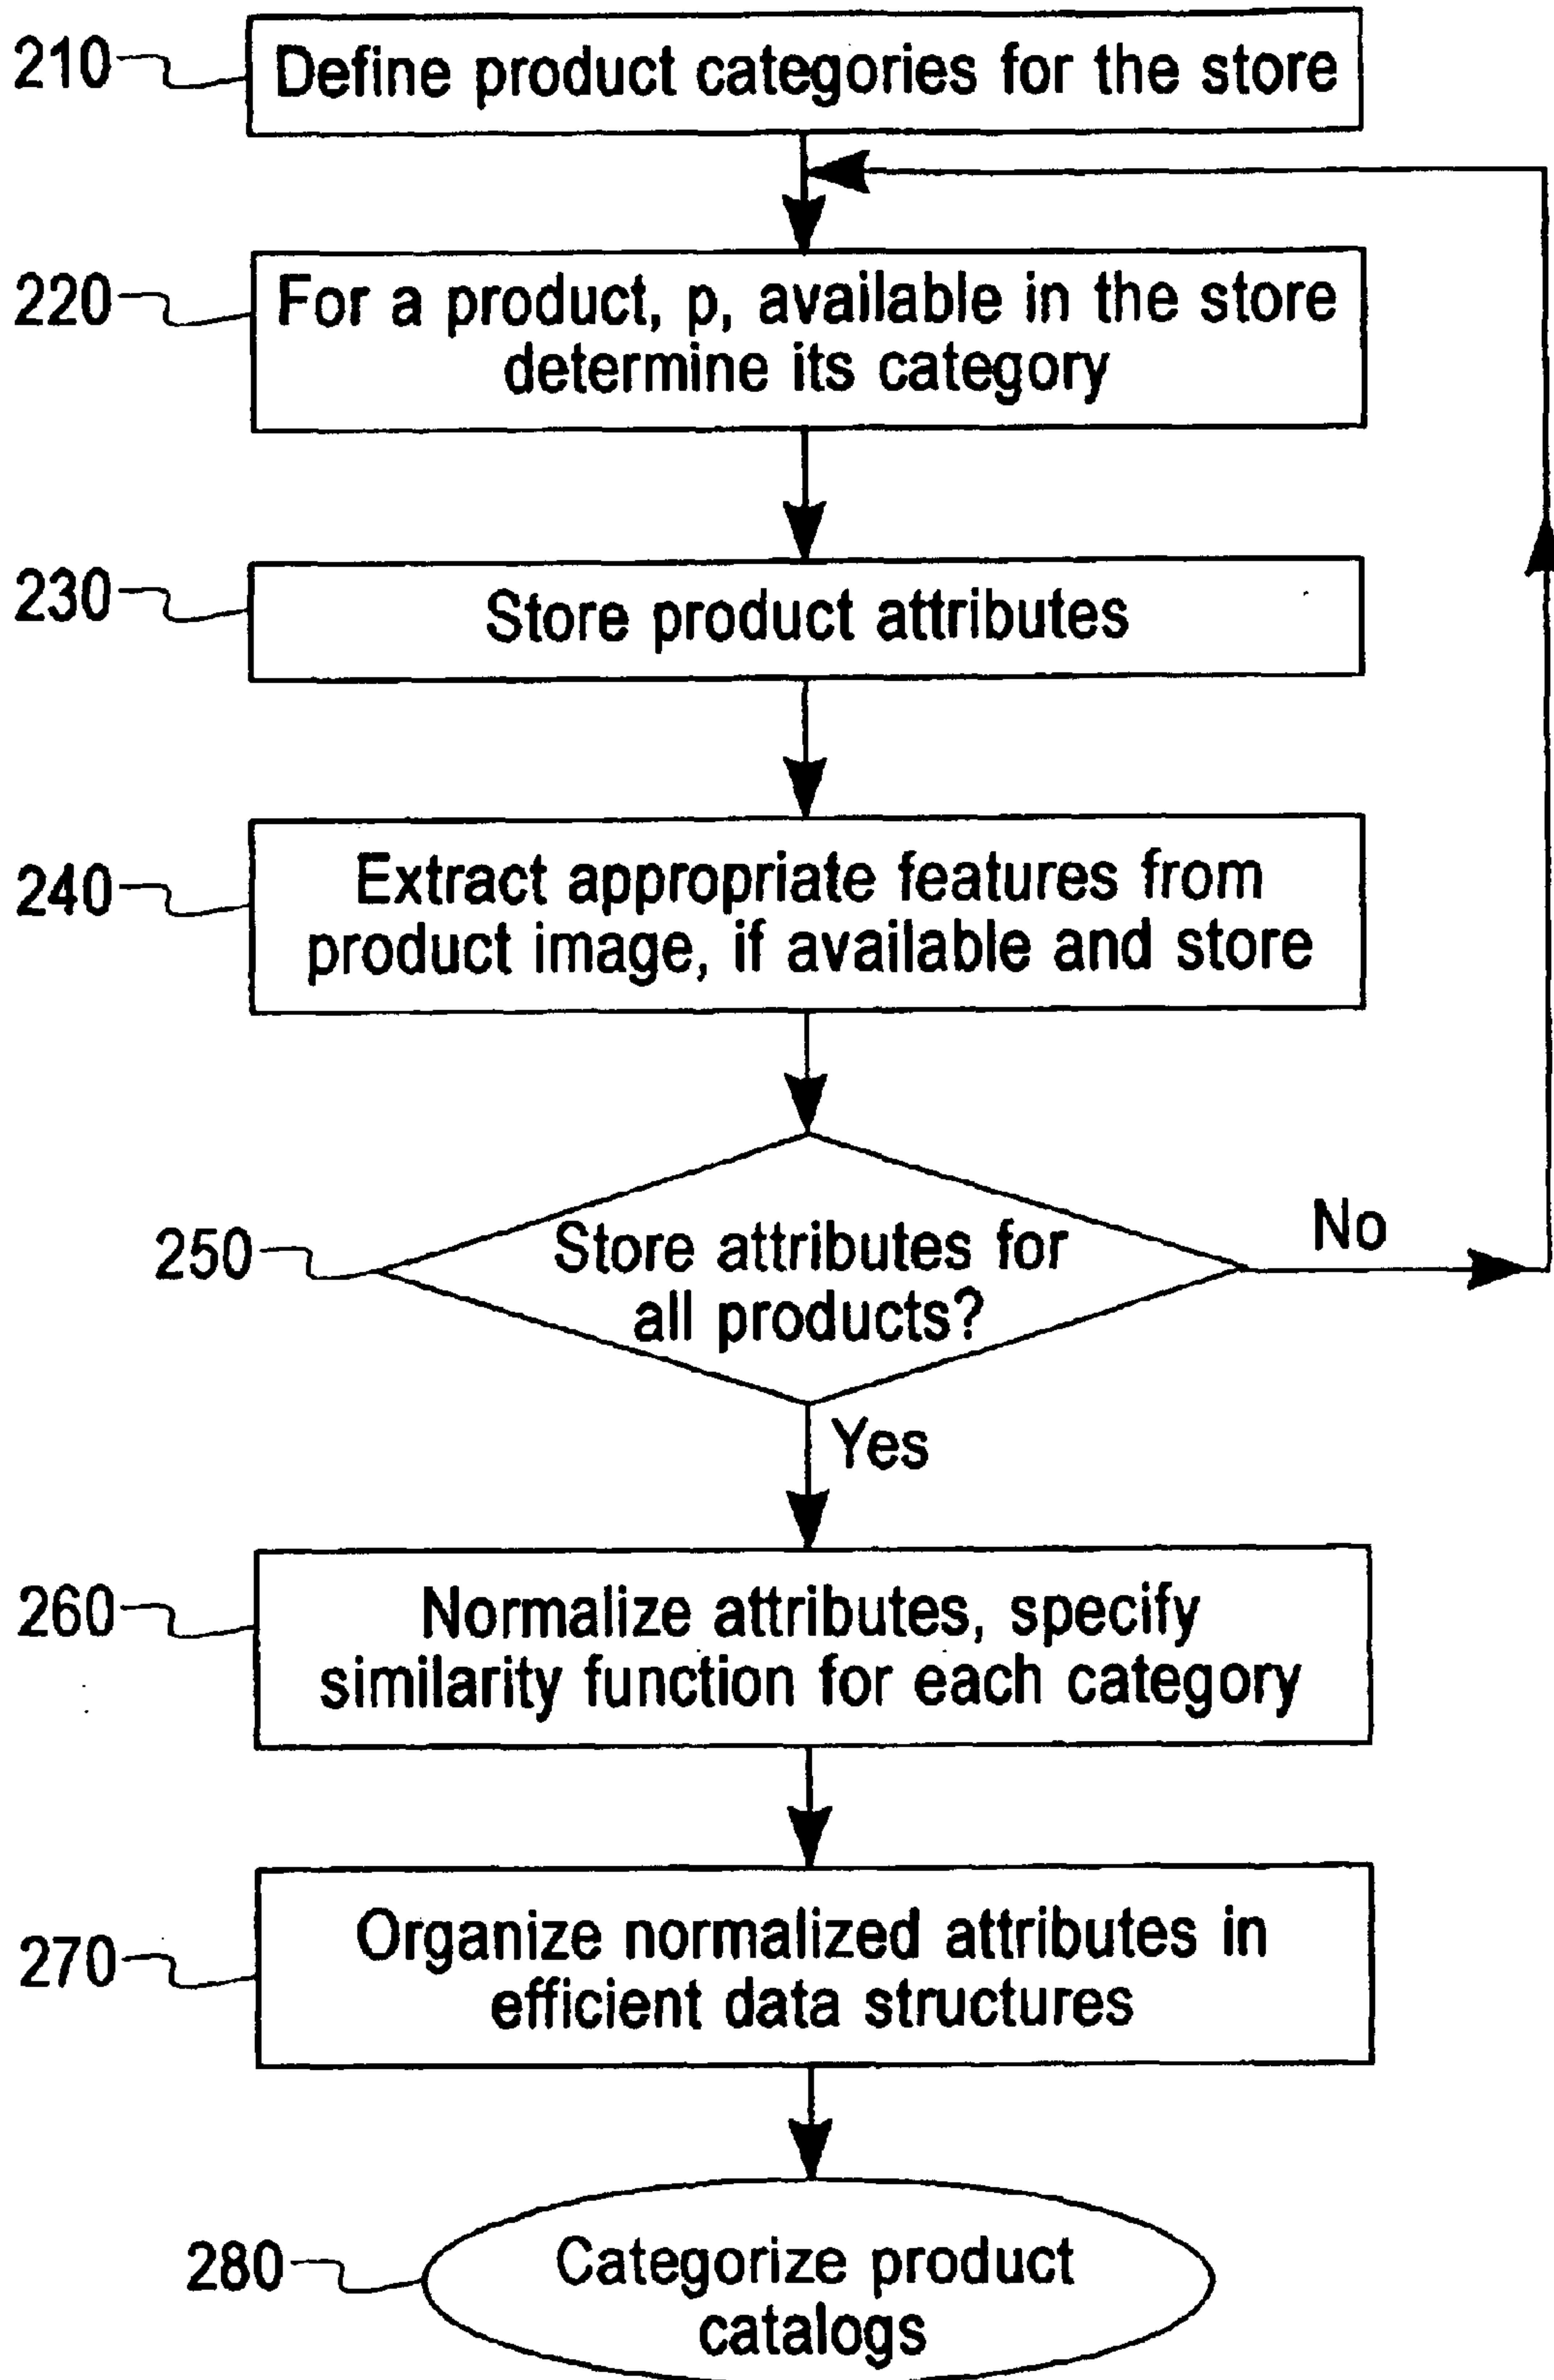 210
Define product categories for the store
220
For a product, p, available in the store
determine its category
230
Store product attributes
240
Extract appropriate features from
product image, if available and store
250
Store attributes for
all products?
No
Yes
260
Normalize attributes, specify
similarity function for each category
270
Organize normalized attributes in
efficient data structures
280
Categorize product
catalogs